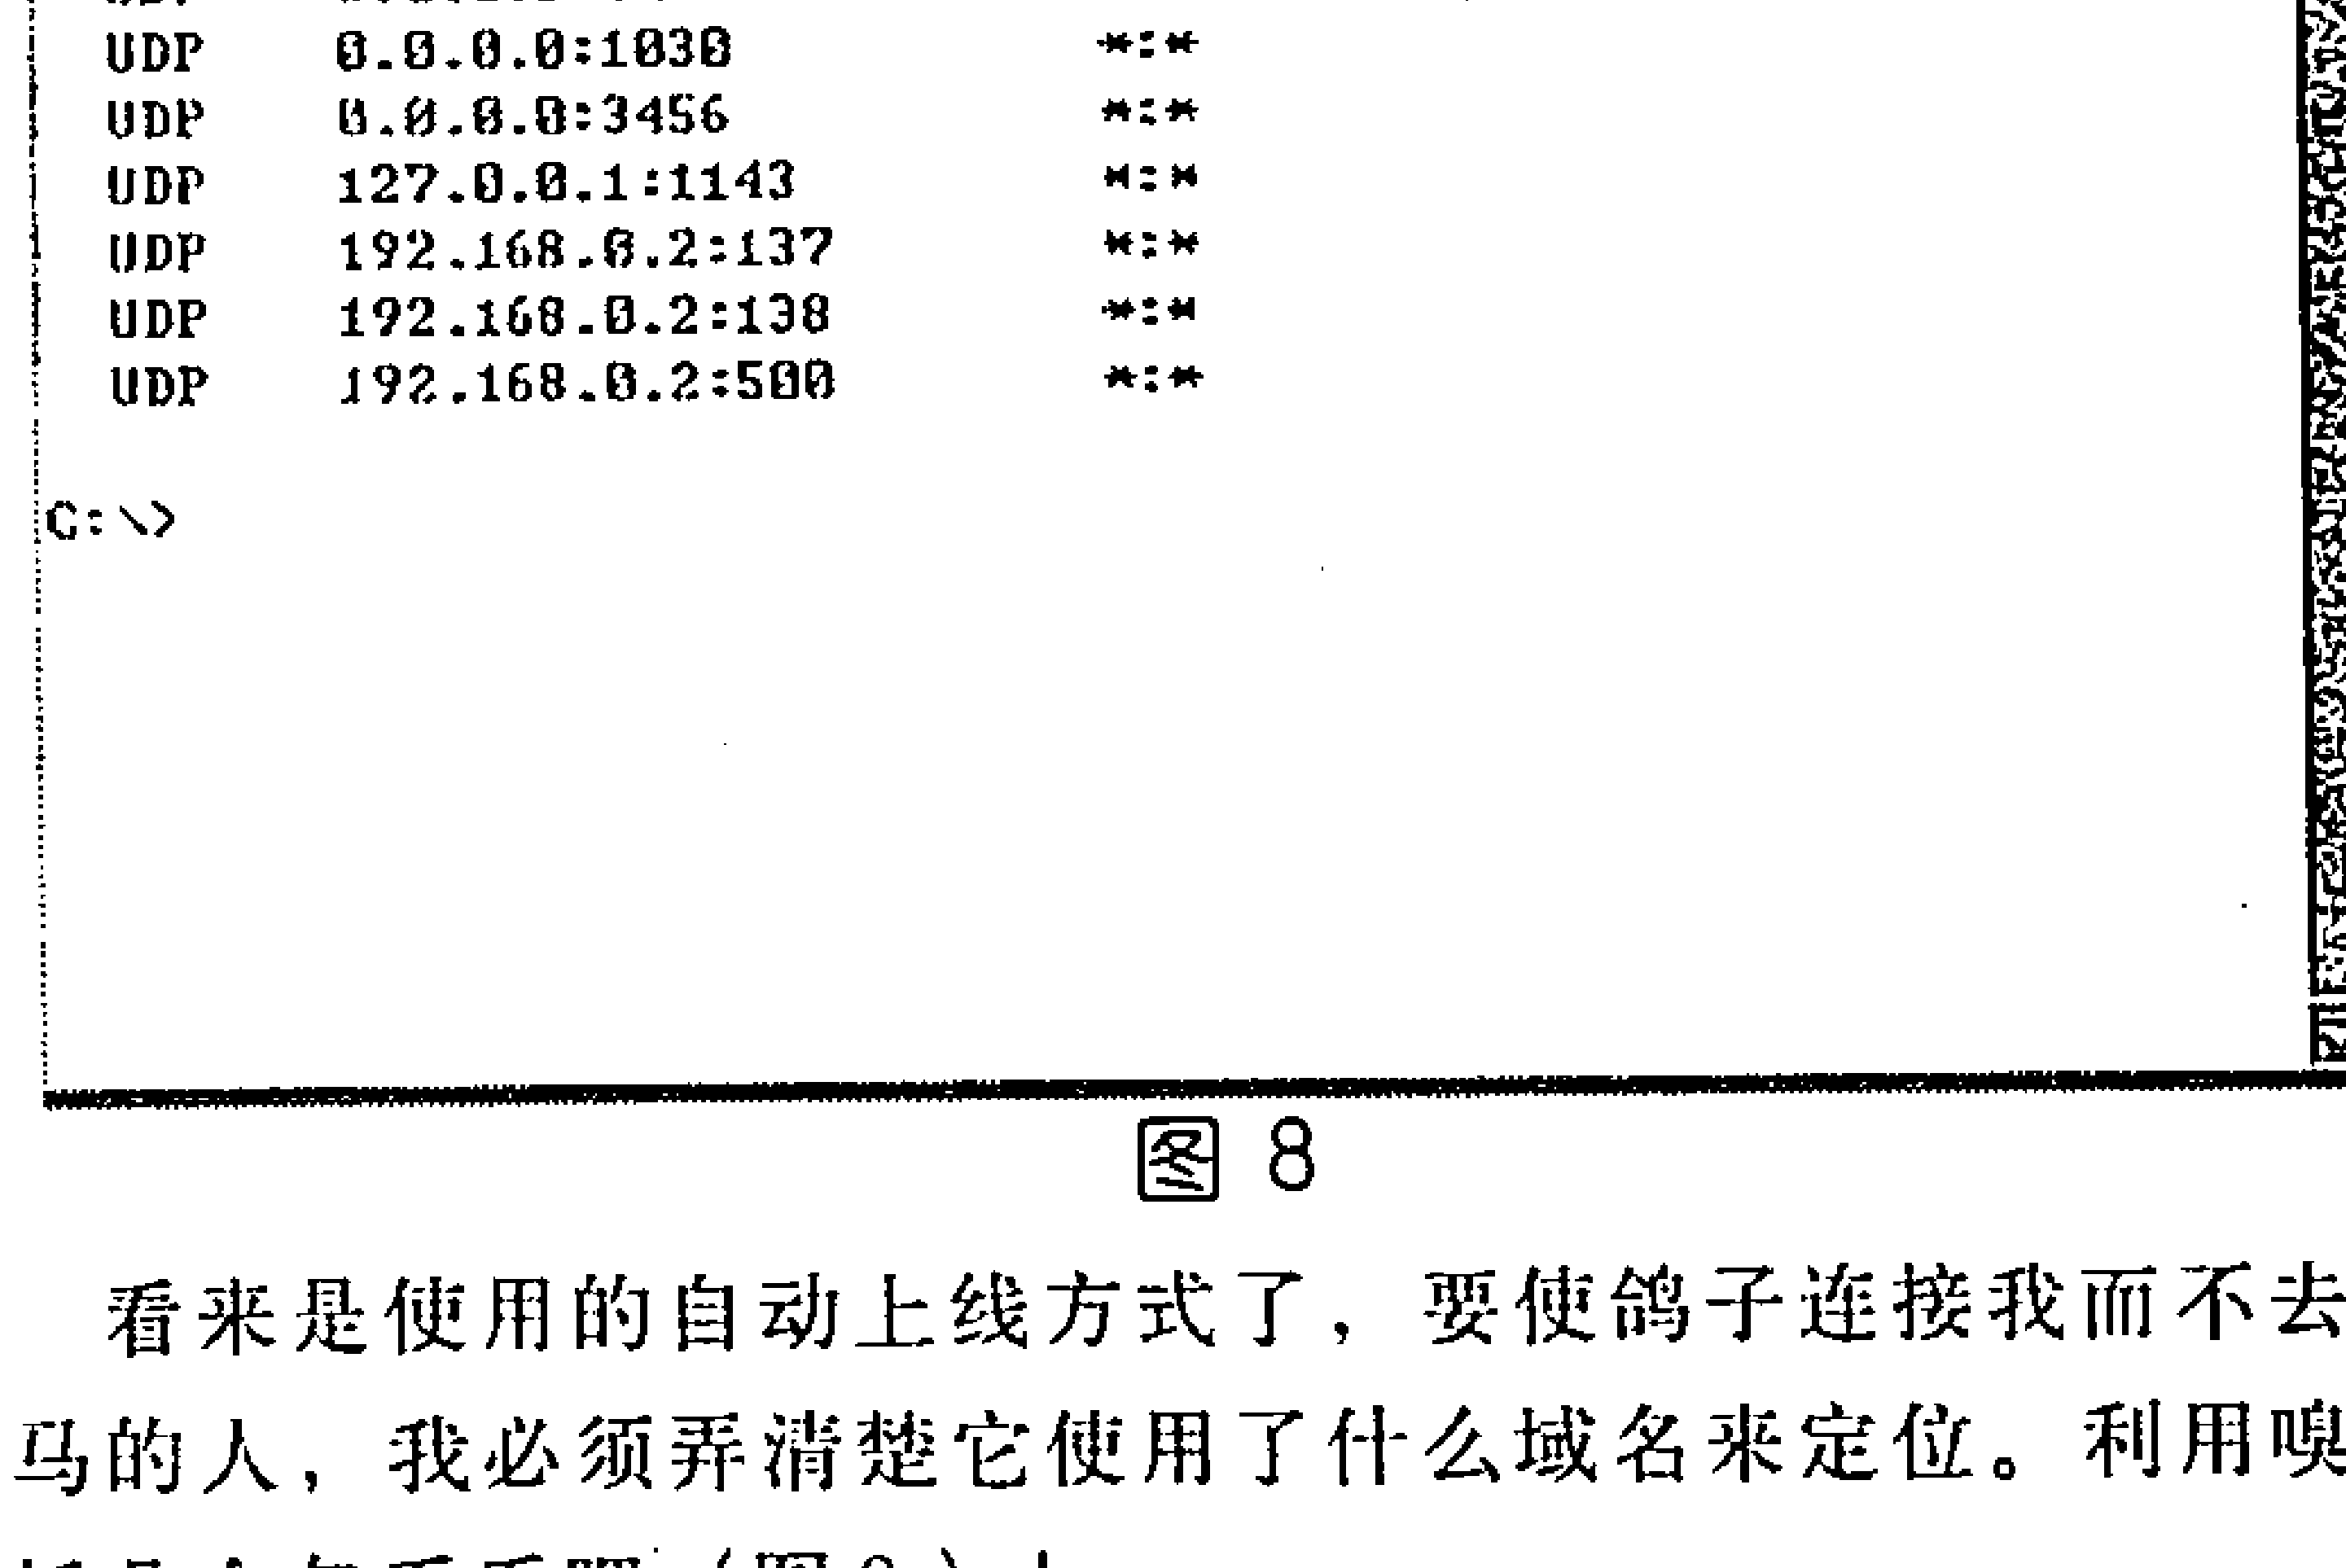 UDP 0.0.0.0:1030 *:*
UDP 0.0.0.0:3456 *:*
UDP 127.0.0.1:1143 *:*
UDP 192.168.0.2:137 *:*
UDP 192.168.0.2:138 *:*
UDP 192.168.0.2:500 *:*
C:\>
图 8
看来是使用的自动上线方式了，要使鸽子连接我而不去
马的人，我必须弄清楚它使用了什么域名来定位。利用嗅